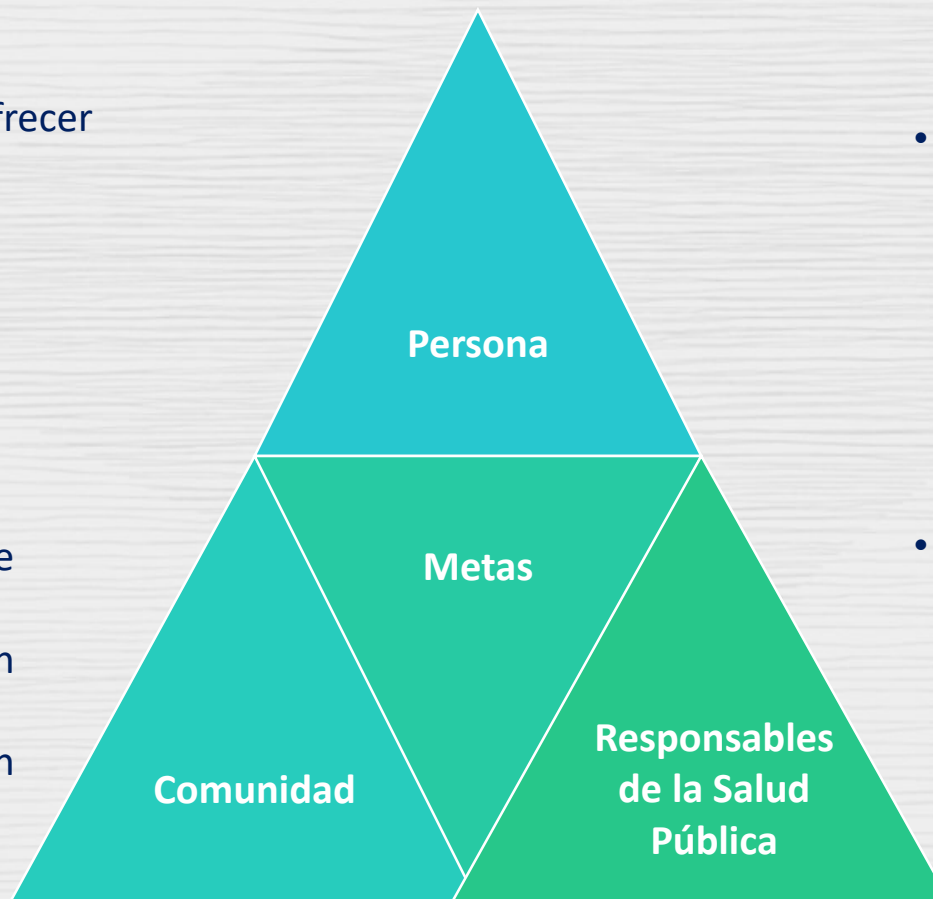 frecer
•
Persona
•
e
Metas
n
Responsables
n
de la Salud
Comunidad
Pública